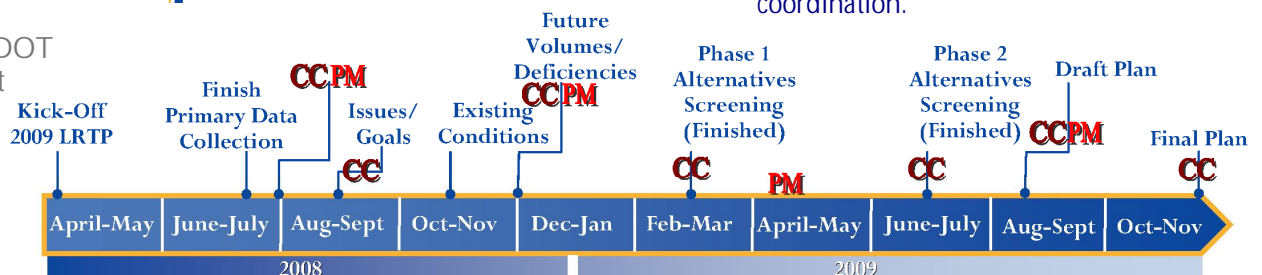 coordination.
DOT
t
Kick-Off
2009 LRTP
Finish
Primary Data
Collection
CC PM
Issues/
Goals
CC
Existing
Conditions
Future
Volumes/
Deficiencies
CC PM
Phase 1
Alternatives
Screening
(Finished)
CC
PM
Phase 2
Alternatives
Screening
(Finished)
CC
Draft Plan
CC PM
Final Plan
CC
April-May June-July Aug-Sept Oct-Nov Dec-Jan Feb-Mar April-May June-July Aug-Sept Oct-Nov
2008 2009